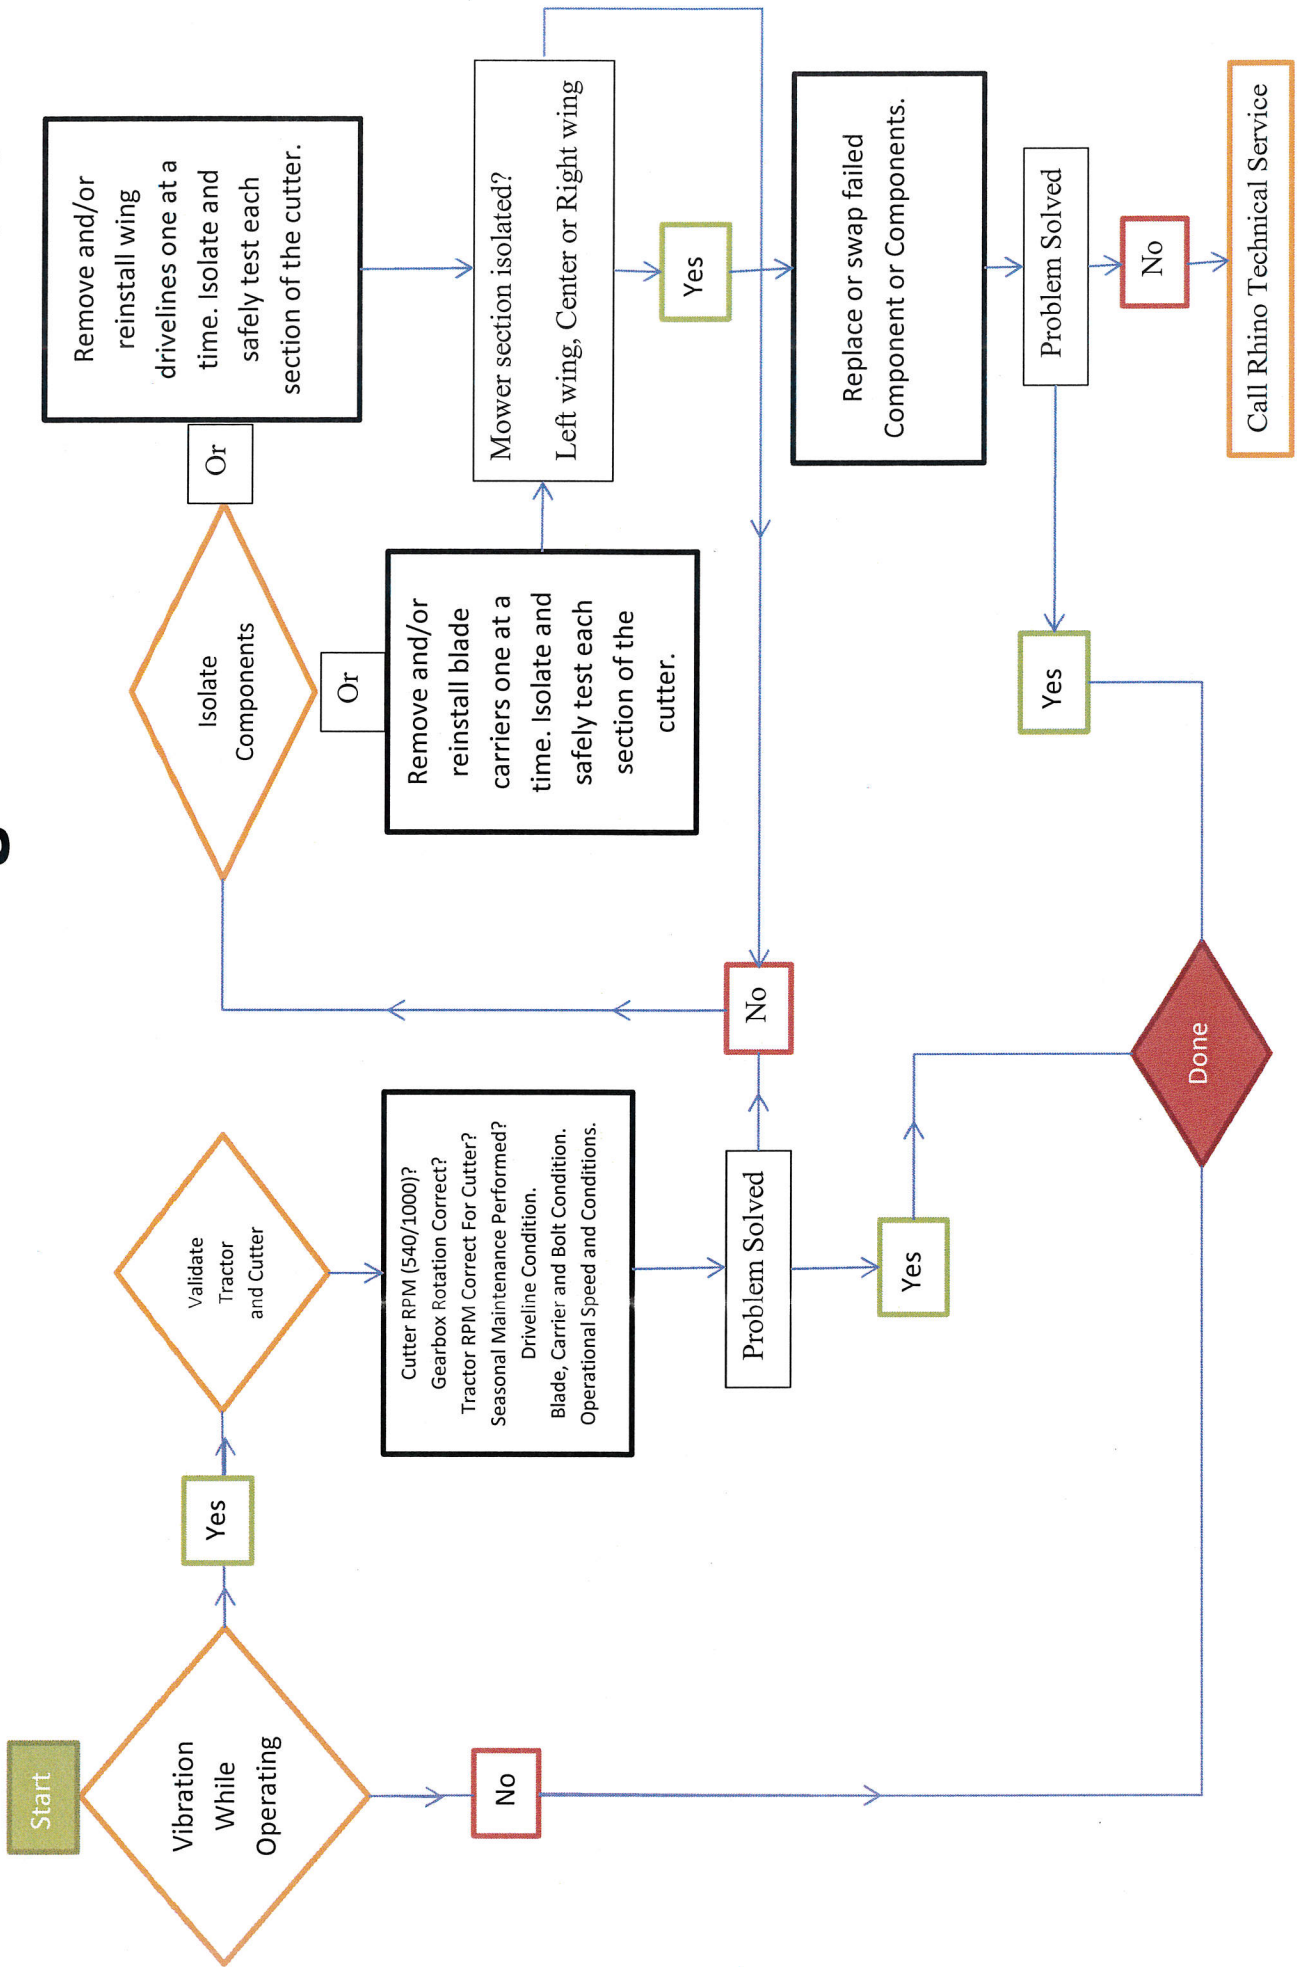 Start
Vibration
While
Operating
Yes
No
Validate
Tractor
and Cutter
Cutter RPM (540/1000)?
Gearbox Rotation Correct?
Tractor RPM Correct For Cutter?
Seasonal Maintenance Performed?
Driveline Condition.
Blade, Carrier and Bolt Condition.
Operational Speed and Conditions.
Problem Solved
Yes
No
Isolate
Components
Or
Or
Remove and/or
reinstall blade
carriers one at a
time. Isolate and
safely test each
section of the
cutter.
Remove and/or
reinstall wing
drivelines one at a
time. Isolate and
safely test each
section of the cutter.
Mower section isolated?
Left wing, Center or Right wing
Yes
Replace or swap failed
Component or Components.
Problem Solved
Yes
No
Call Rhino Technical Service
Done